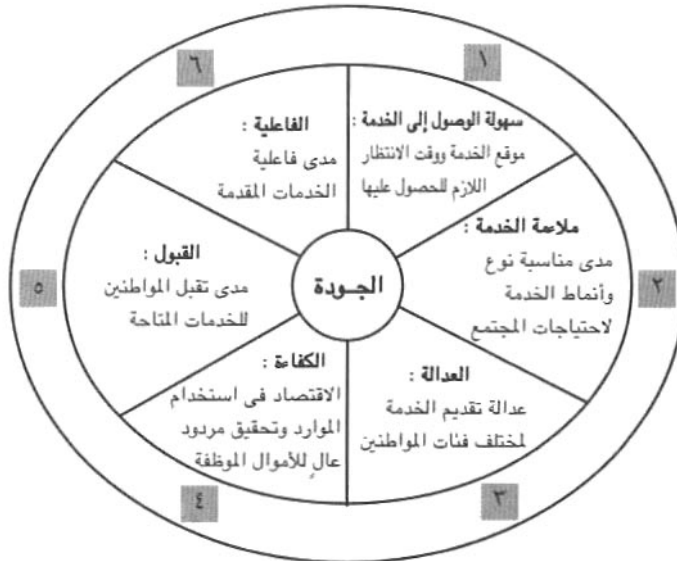 ١
سهولة الوصول إلى الخدمة :
موقع الخدمة ووقت الانتظار
اللازم للحصول عليها
٢
ملاءمة الخدمة :
مدى مناسبة نوع
وأنماط الخدمة
لاحتياجات المجتمع
٣
العدالة :
عدالة تقديم الخدمة
لمختلف فئات المواطنين
٤
الكفاءة :
الاقتصاد فى استخدام
الموارد وتحقيق مردود
عالٍ للأموال الموظفة
٥
القبول :
مدى تقبل المواطنين
للخدمات المتاحة
٦
الفاعلية :
مدى فاعلية
الخدمات المقدمة
الجـودة